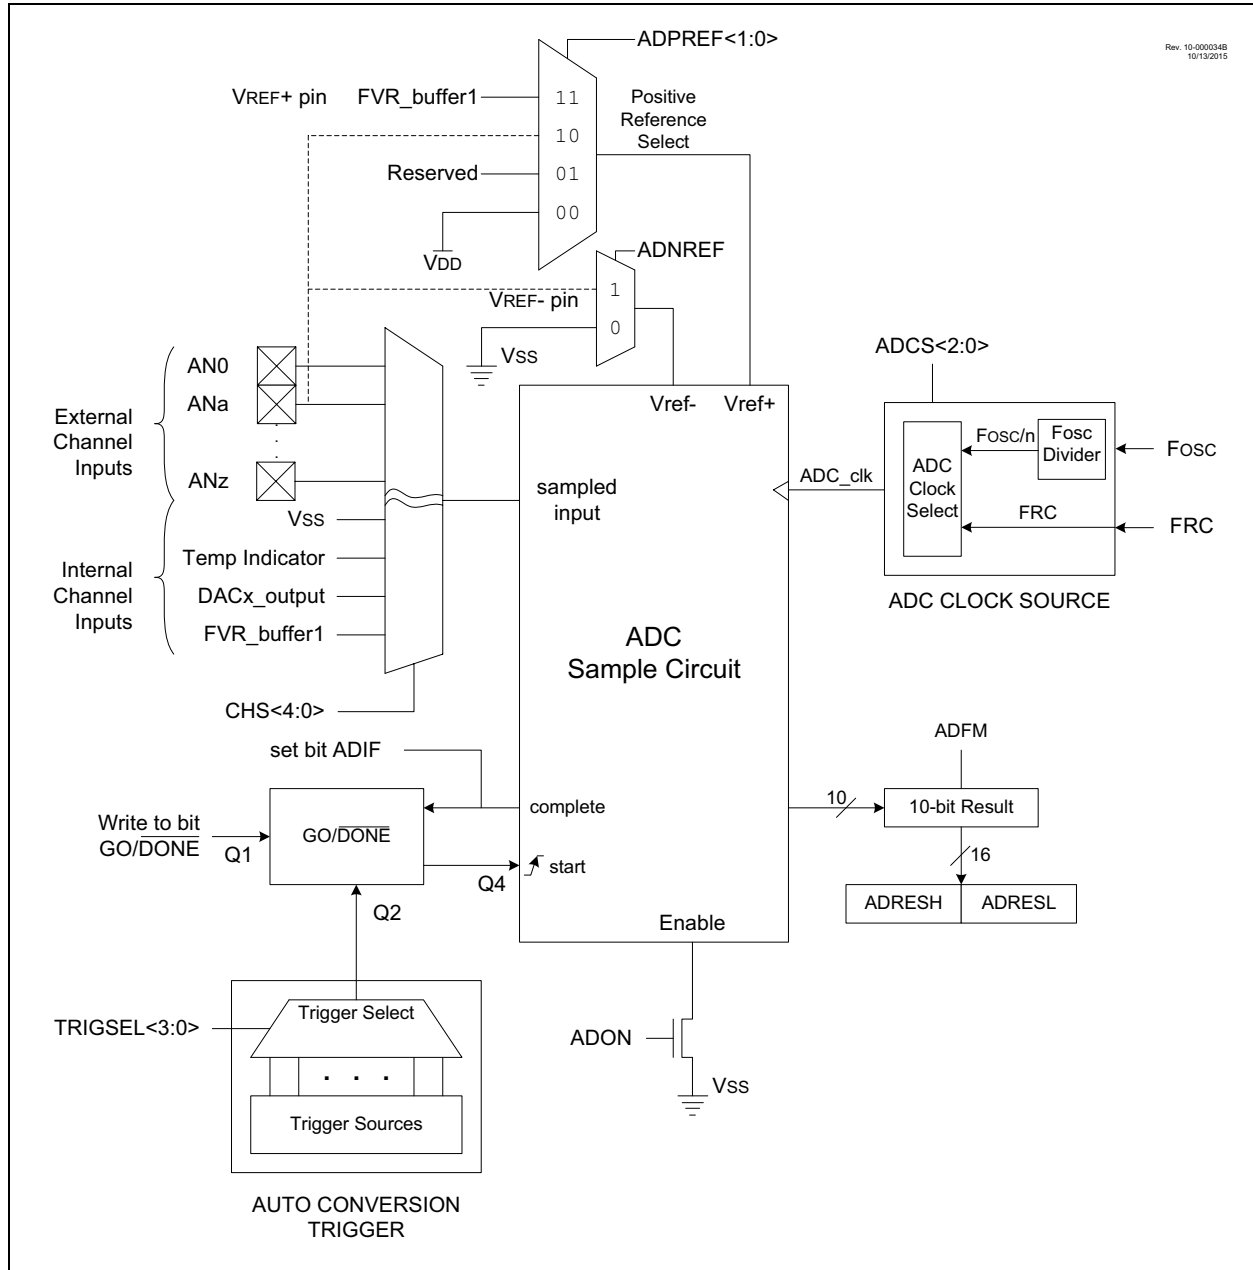 ADPREF<1:0>
Rev. 10-000034B
10/13/2015
VREF+ pin
FVR_buffer1
11
Positive
Reference
Select
10
Reserved
01
00
VDD
ADNREF
VREF- pin
1
0
VSS
ADCS<2:0>
External
Channel
Inputs
AN0
ANa
.
.
.
ANz
Internal
Channel
Inputs
VSS
Temp Indicator
DACx_output
FVR_buffer1
CHS<4:0>
Vref-
Vref+
sampled
input
ADC_clk
ADC
Clock
Select
FOSC/n
Fosc
Divider
FOSC
FRC
FRC
ADC CLOCK SOURCE
ADC
Sample Circuit
set bit ADIF
complete
Write to bit
GO/DONE
Q1
GO/DONE
Q4
start
Q2
ADFM
10
10-bit Result
16
ADRESH
ADRESL
Enable
ADON
VSS
TRIGSEL<3:0>
Trigger Select
. . .
Trigger Sources
AUTO CONVERSION
TRIGGER